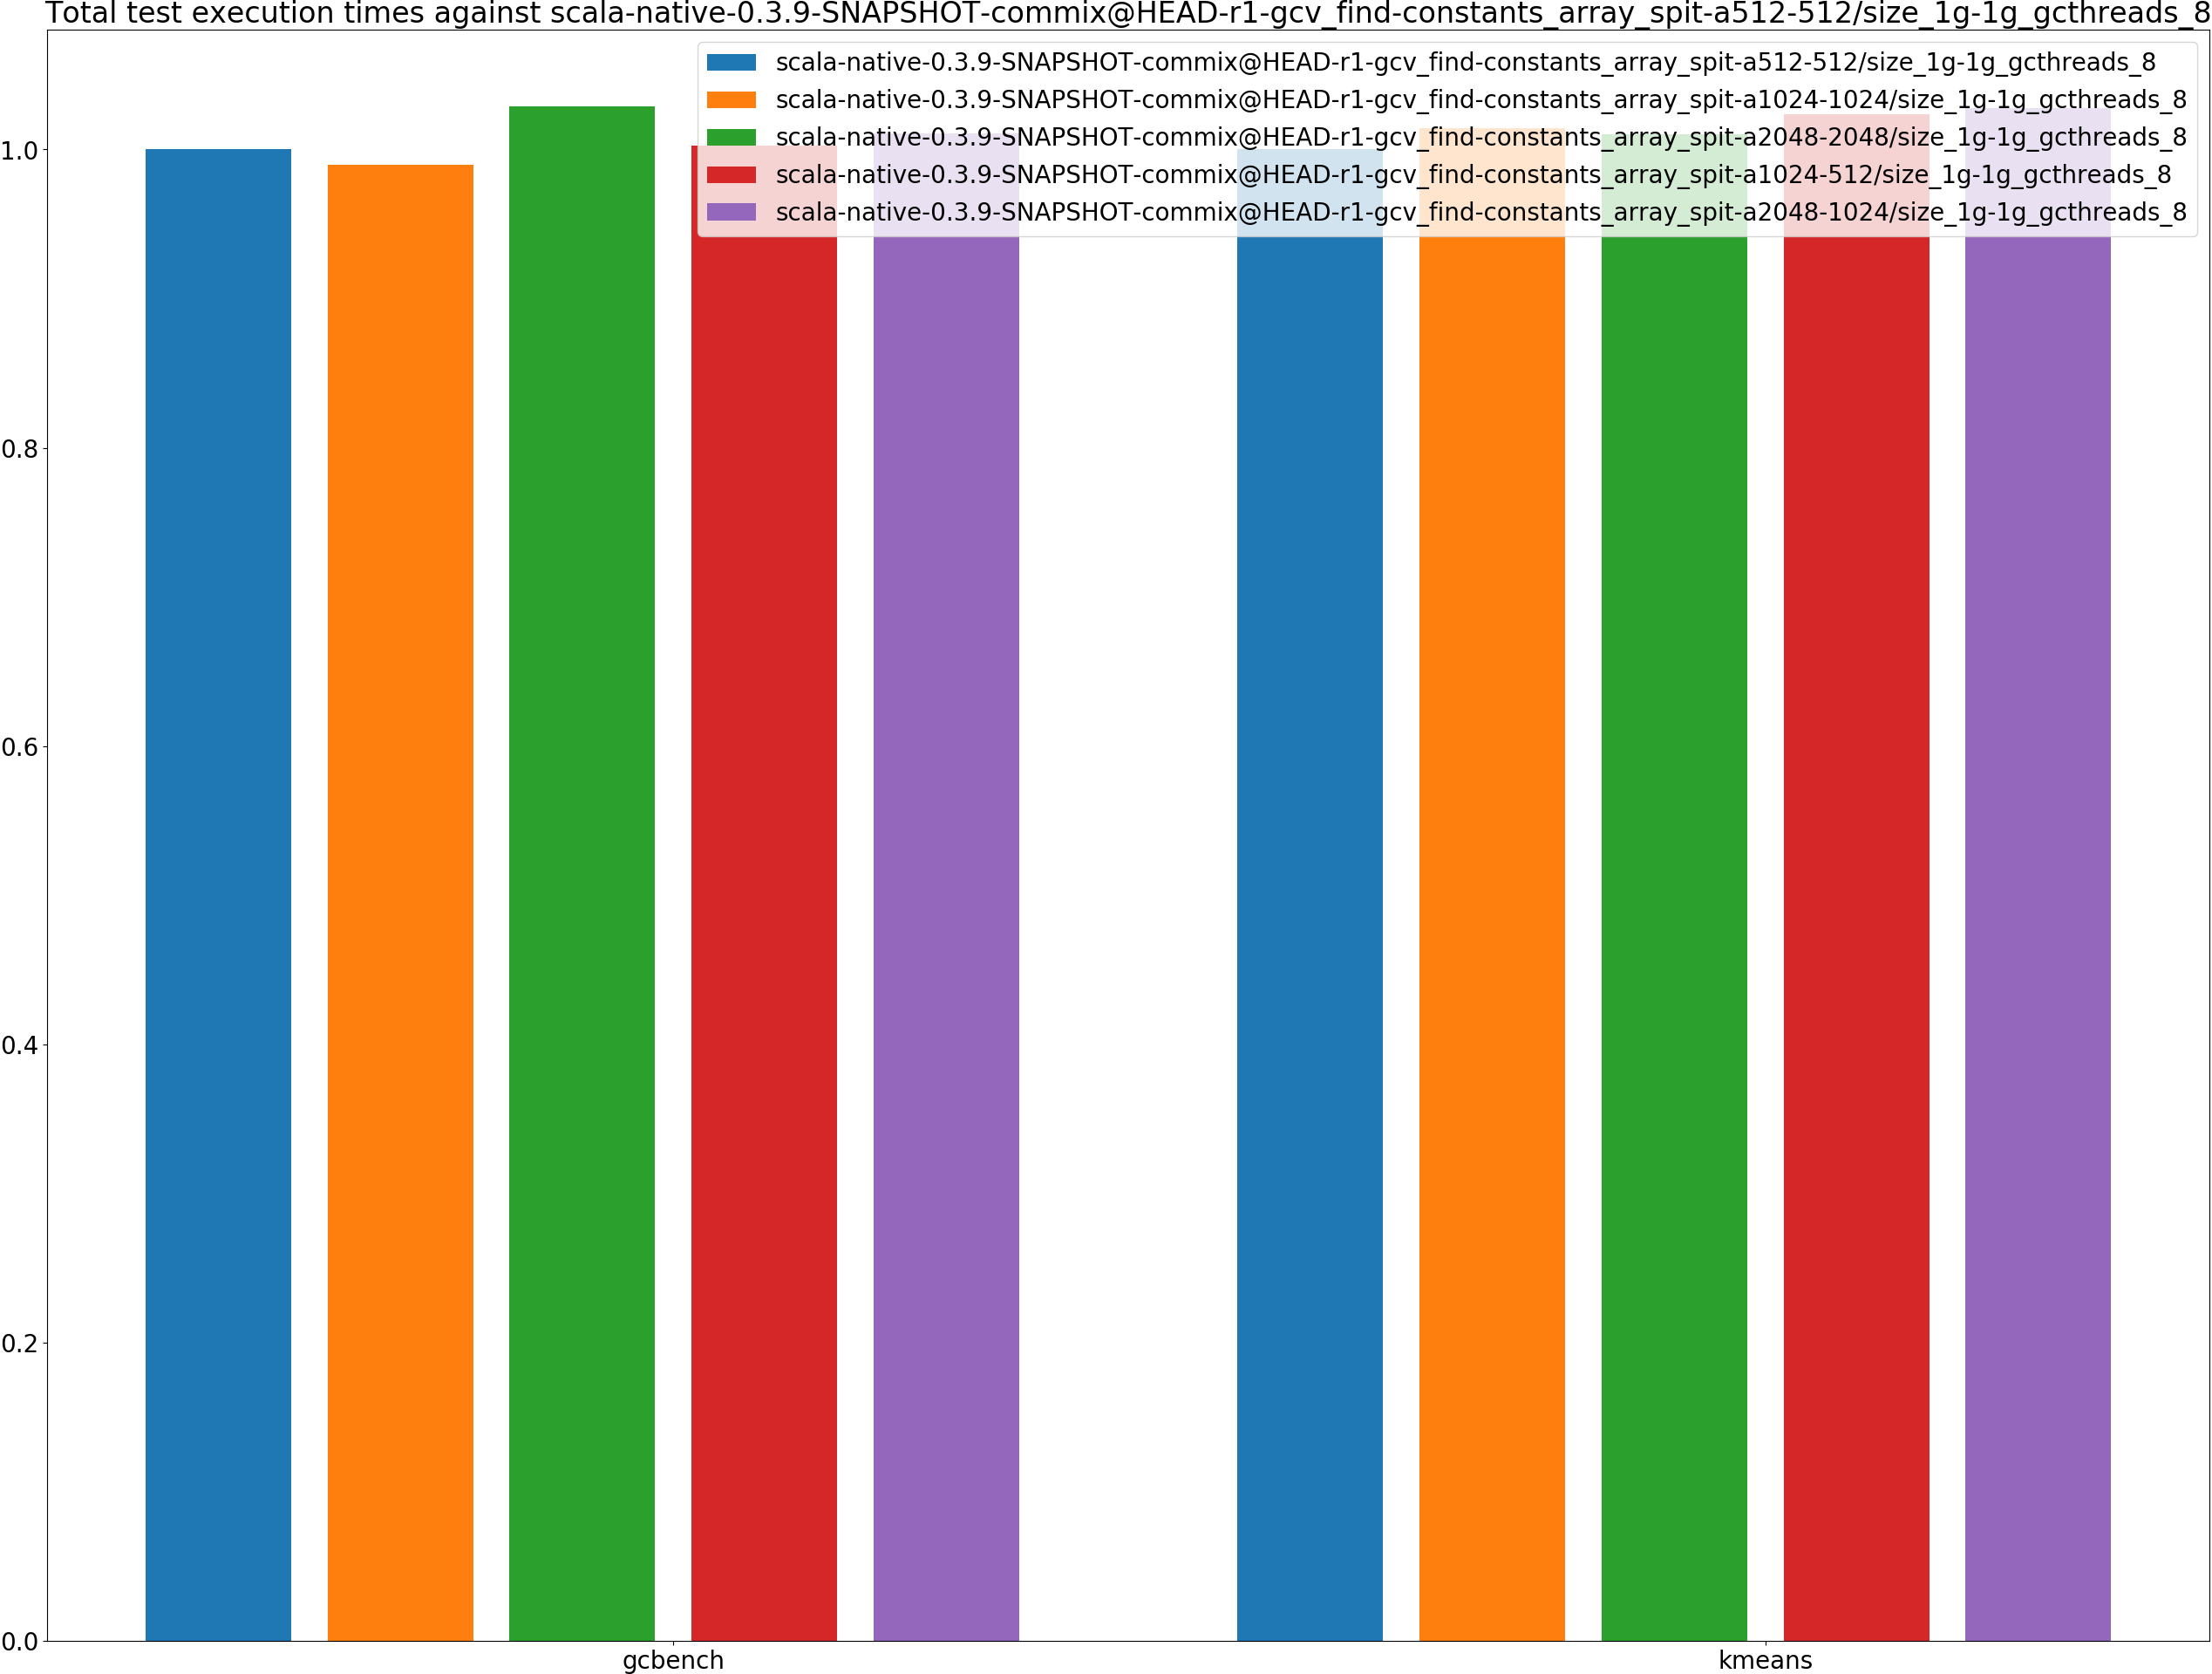 Total test execution times against scala-native-0.3.9-SNAPSHOT-commix@HEAD-r1-gcv_find-constants_array_spit-a512-512/size_1g-1g_gcthreads_8
scala-native-0.3.9-SNAPSHOT-commix@HEAD-r1-gcv_find-constants_array_spit-a512-512/size_1g-1g_gcthreads_8
scala-native-0.3.9-SNAPSHOT-commix@HEAD-r1-gcv_find-constants_array_spit-a1024-1024/size_1g-1g_gcthreads_8
scala-native-0.3.9-SNAPSHOT-commix@HEAD-r1-gcv_find-constants_array_spit-a2048-2048/size_1g-1g_gcthreads_8
scala-native-0.3.9-SNAPSHOT-commix@HEAD-r1-gcv_find-constants_array_spit-a1024-512/size_1g-1g_gcthreads_8
scala-native-0.3.9-SNAPSHOT-commix@HEAD-r1-gcv_find-constants_array_spit-a2048-1024/size_1g-1g_gcthreads_8
1.0
0.8
0.6
0.4
0.2
0.0
gcbench
kmeans